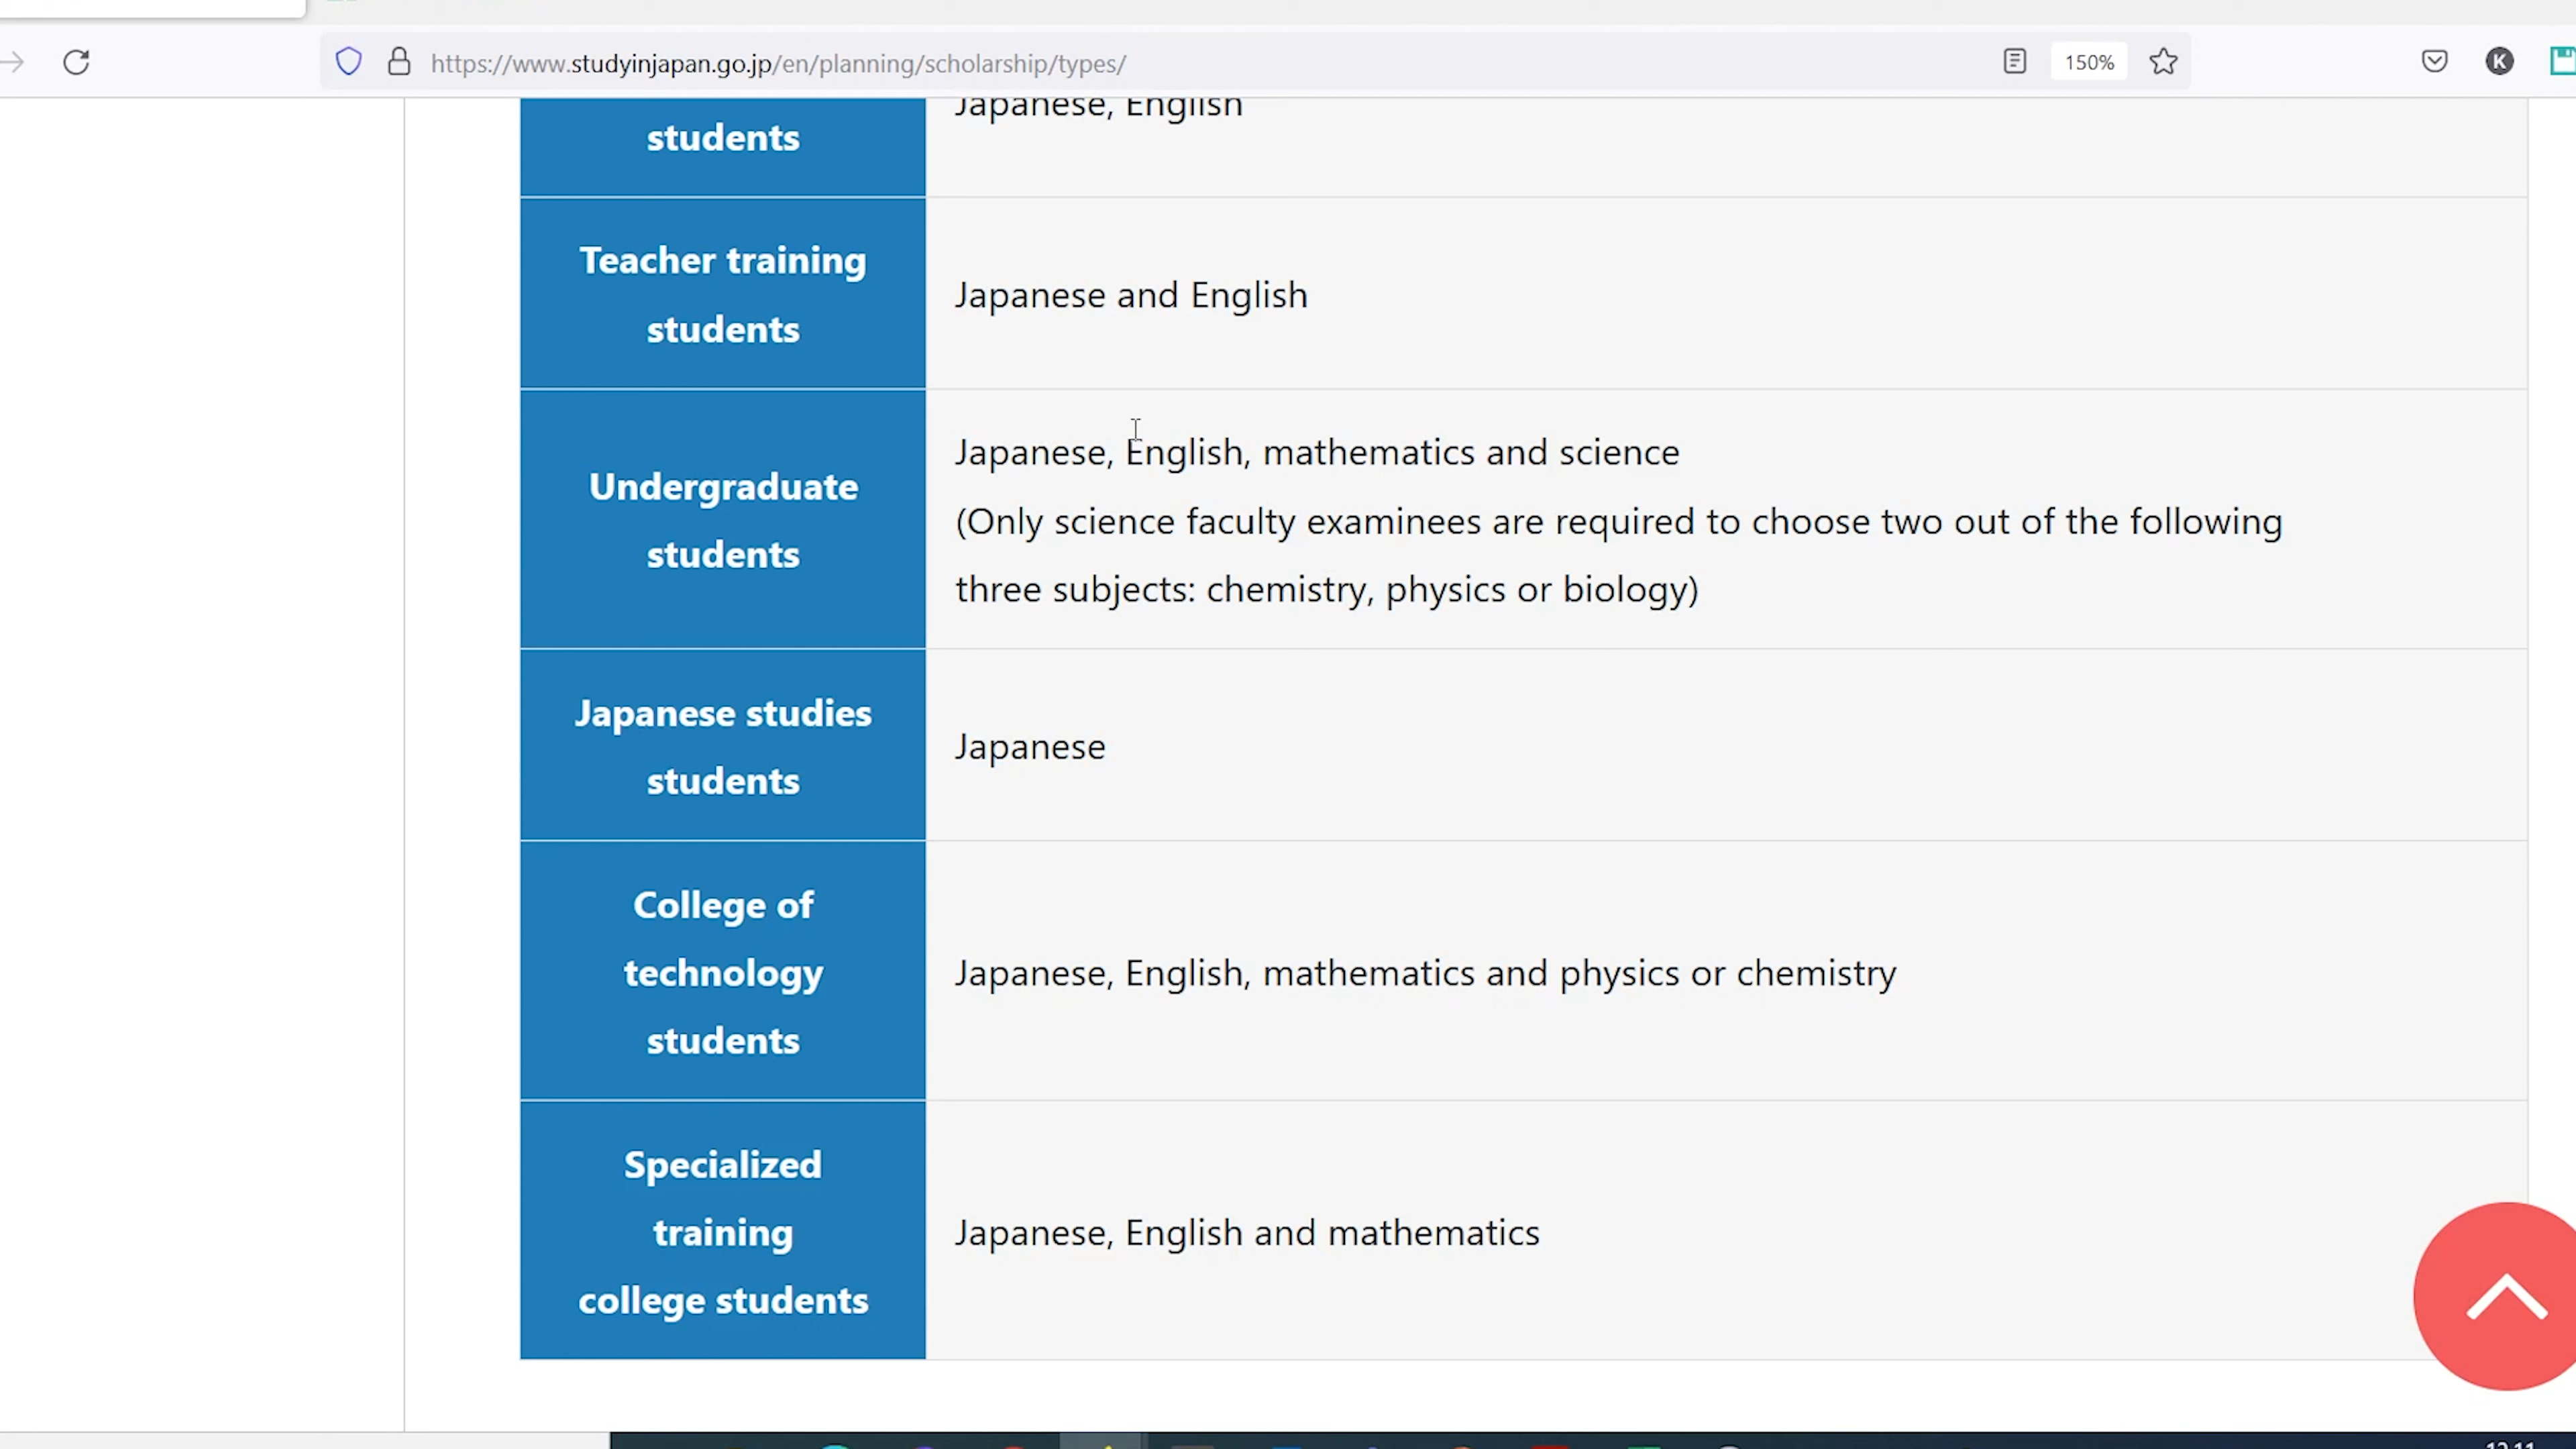 https://www.studyinjapan.go.jp/en/planning/scholarship/types/
150%
K
students
Japanese, English
Teacher training
students
Japanese and English
Undergraduate
students
Japanese, English, mathematics and science
(Only science faculty examinees are required to choose two out of the following
three subjects: chemistry, physics or biology)
Japanese studies
students
Japanese
College of
technology
students
Japanese, English, mathematics and physics or chemistry
Specialized
training
college students
Japanese, English and mathematics